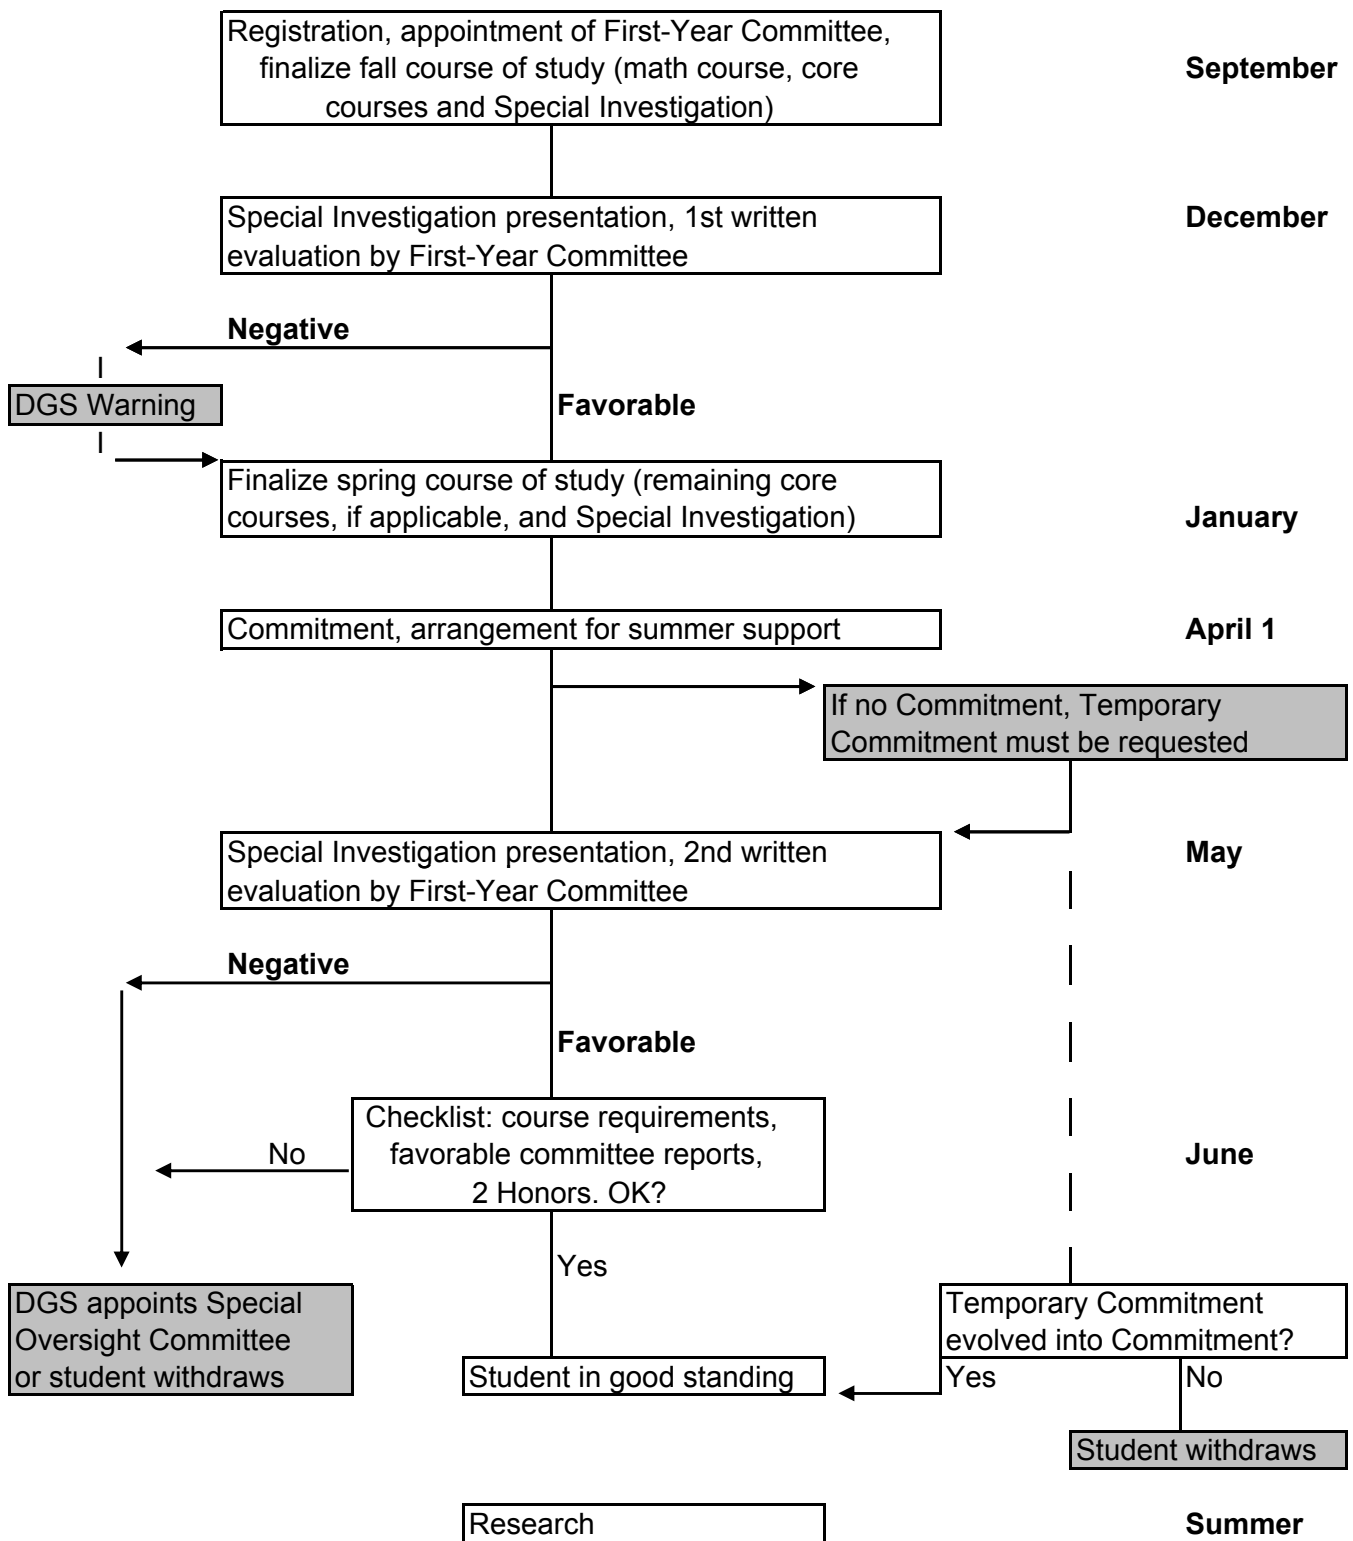 Registration, appointment of First-Year Committee,
finalize fall course of study (math course, core
courses and Special Investigation)
September
Special Investigation presentation, 1st written
evaluation by First-Year Committee
December
Negative
DGS Warning
Favorable
Finalize spring course of study (remaining core
courses, if applicable, and Special Investigation)
January
Commitment, arrangement for summer support
April 1
If no Commitment, Temporary
Commitment must be requested
Special Investigation presentation, 2nd written
evaluation by First-Year Committee
May
Negative
Favorable
Checklist: course requirements,
favorable committee reports,
2 Honors. OK?
No
June
Yes
DGS appoints Special
Oversight Committee
or student withdraws
Temporary Commitment
evolved into Commitment?
Student in good standing
Yes
No
Student withdraws
Research
Summer